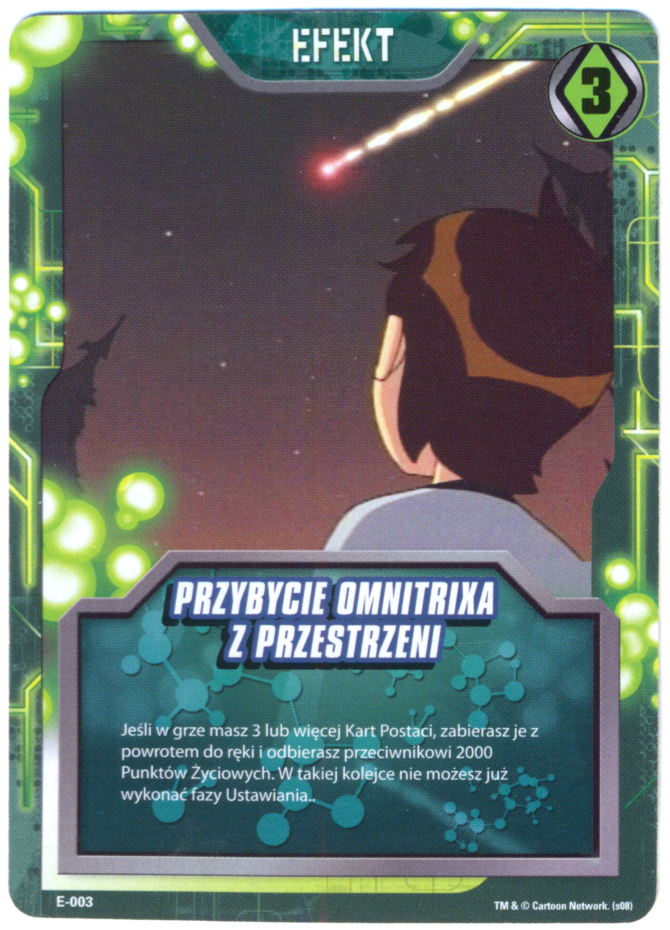 EFEKT
3
PRZYBYCIE OMNITRIXA
Z PRZESTRZENI
Jeśli w grze masz 3 lub więcej Kart Postaci, zabierasz je z
powrotem do ręki i odbierasz przeciwnikowi 2000
Punktów Życiowych. W takiej kolejce nie możesz już
wykonać fazy Ustawiania..
E-003
TM & © Cartoon Network. (s08)